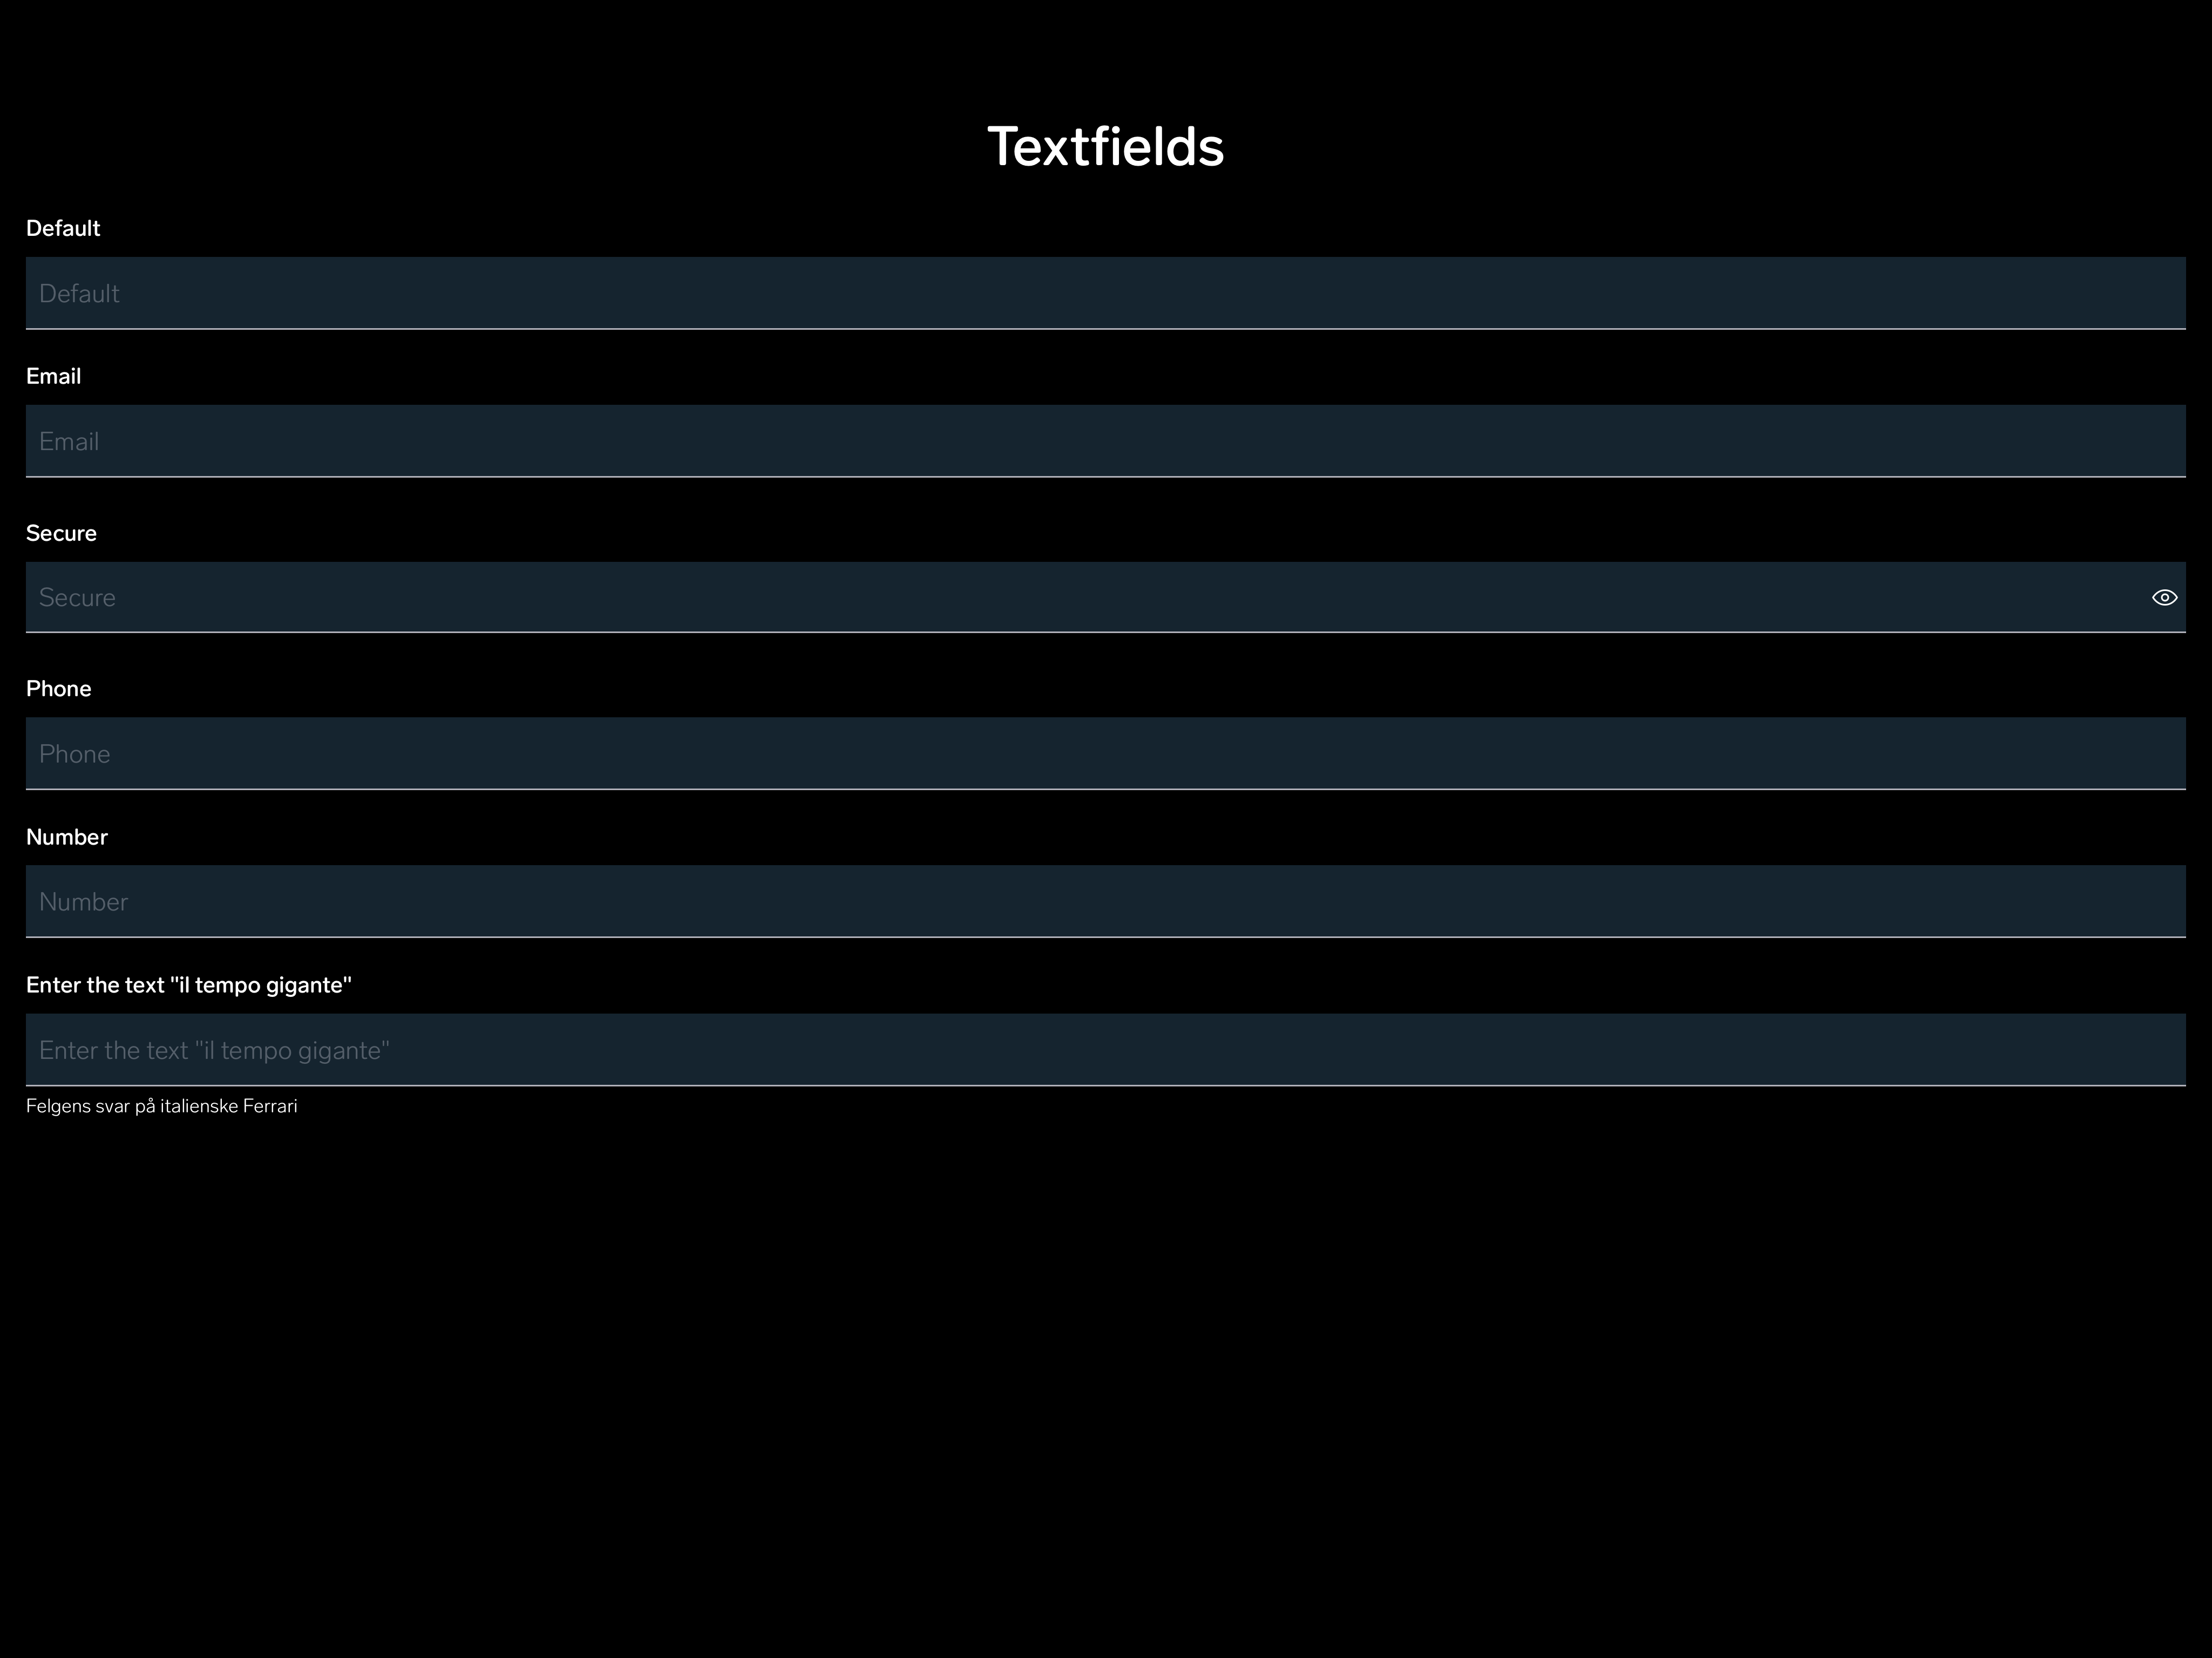 Textfields
Default
Default
Email
Email
Secure
Secure
Phone
Phone
Number
Number
Enter the text "il tempo gigante"
Enter the text "il tempo gigante"
Felgens svar på italienske Ferrari